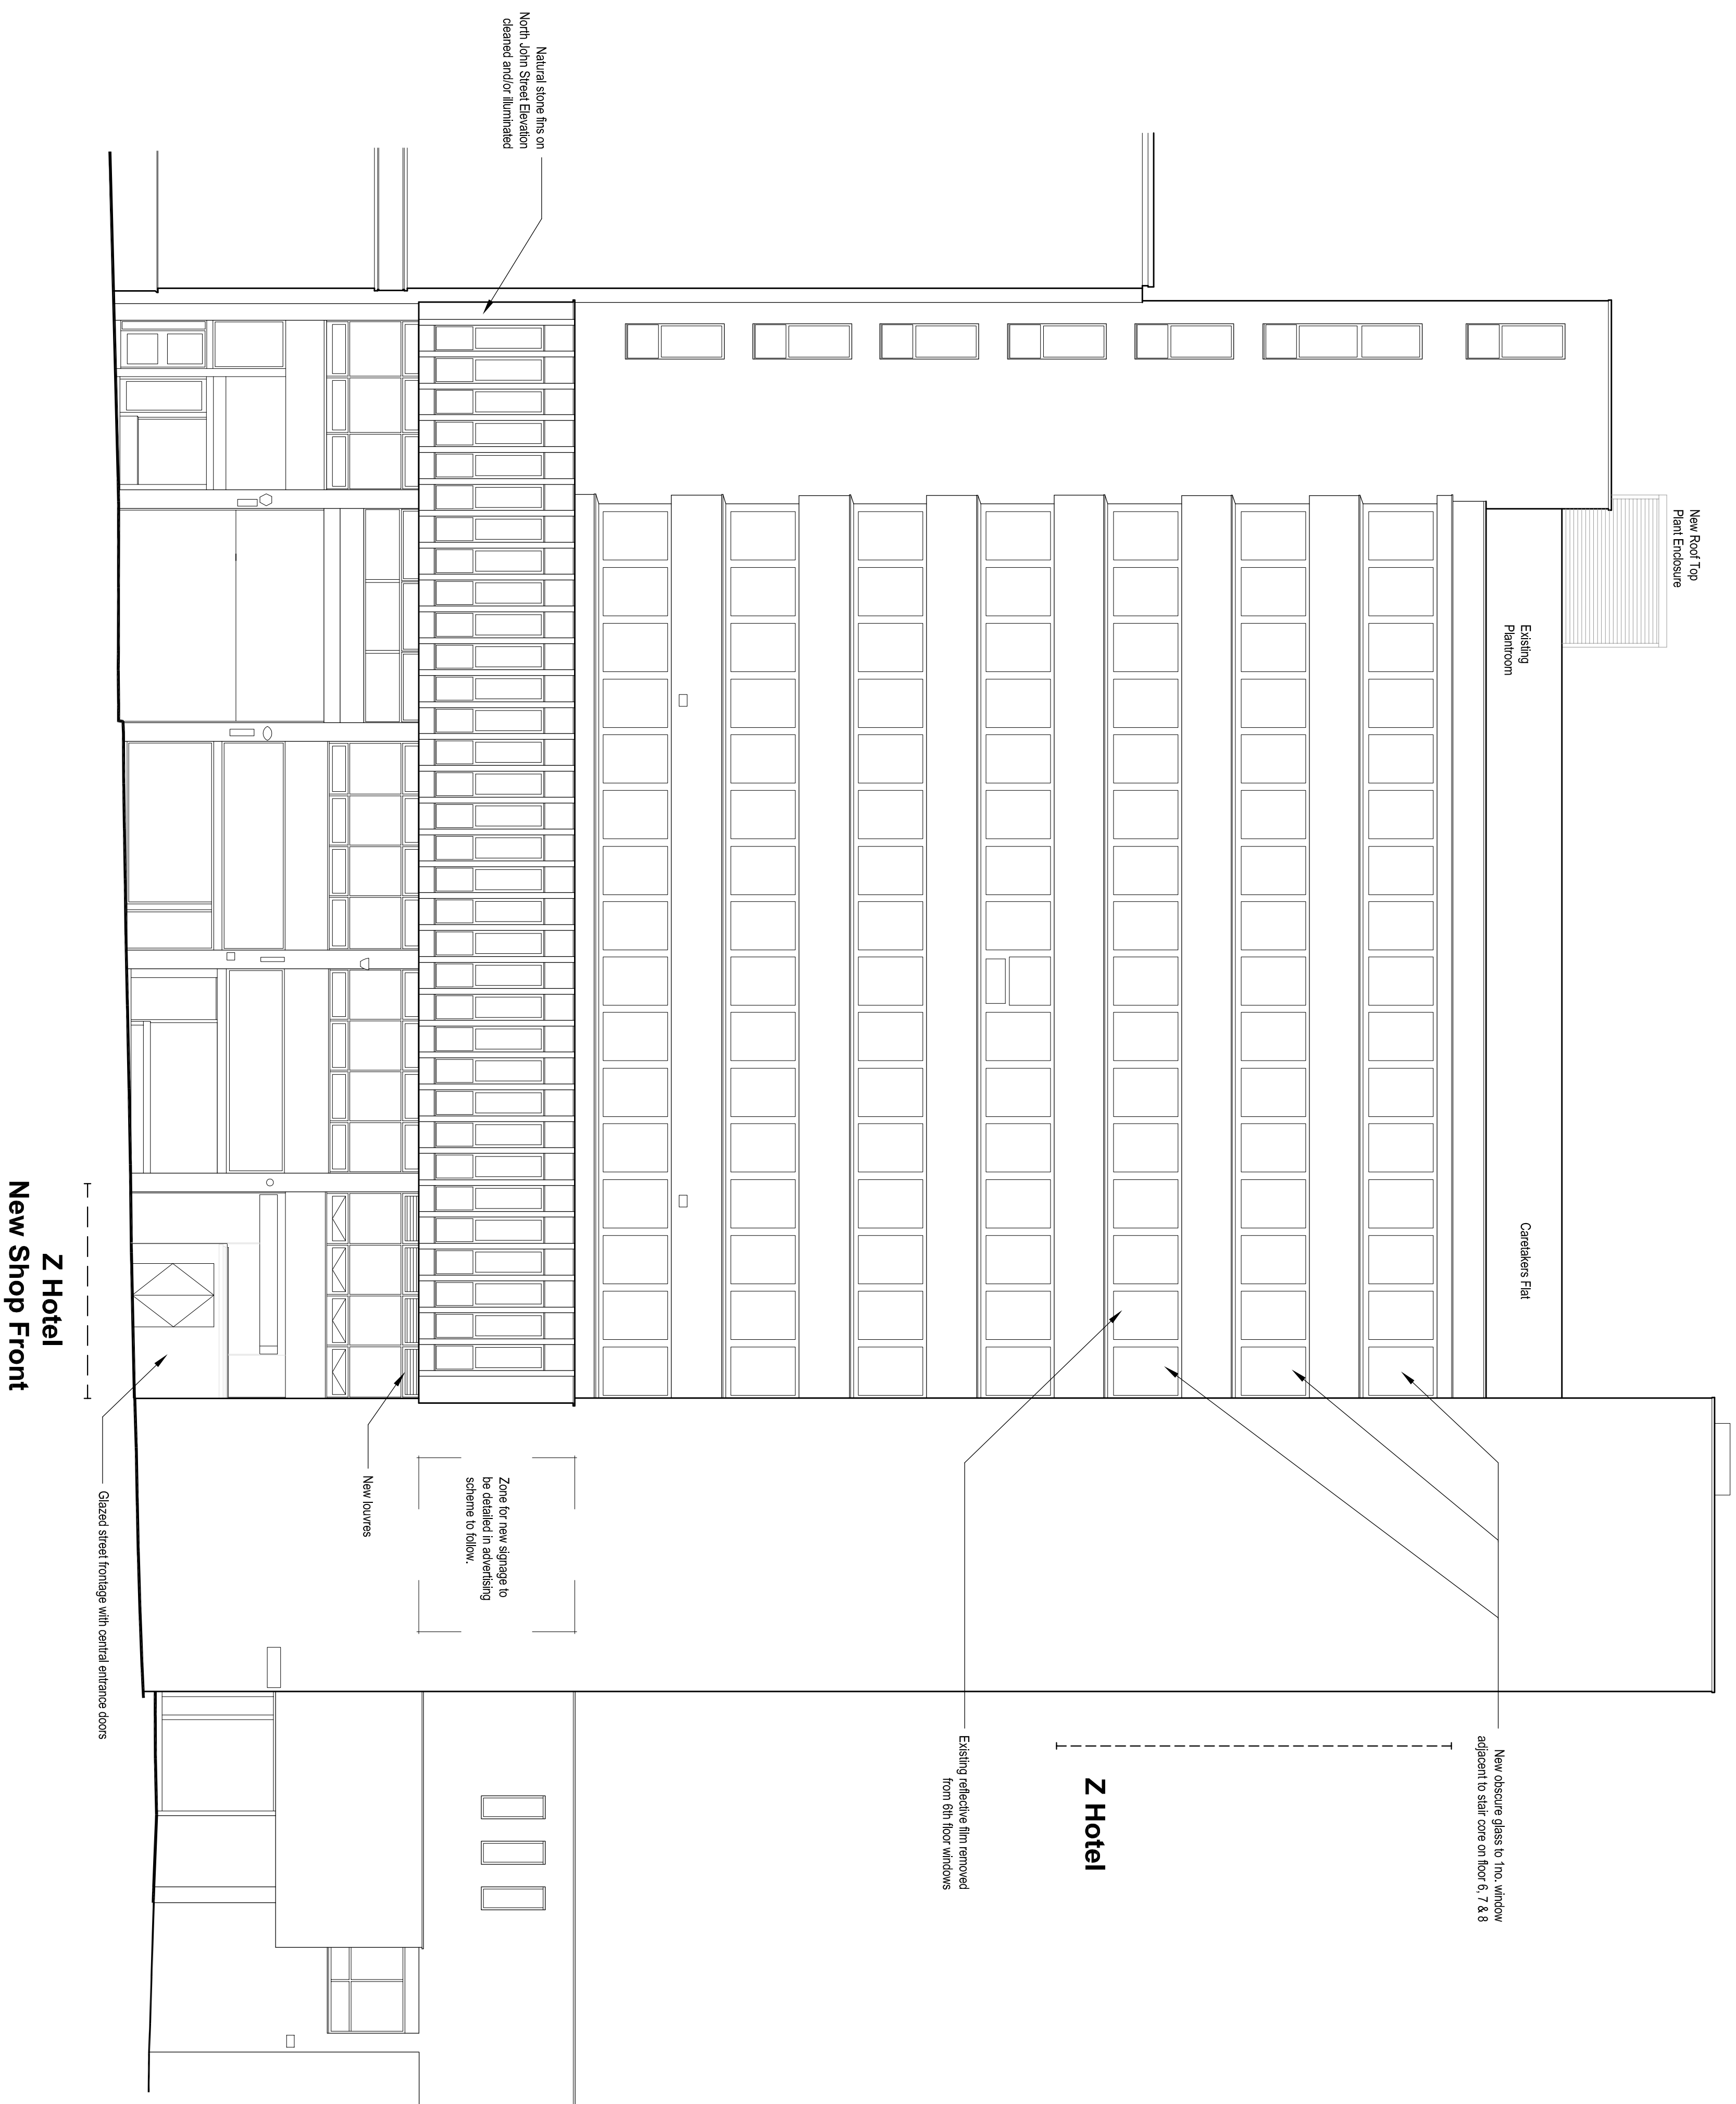 New Roof Top
Plant Enclosure
Existing
Plantroom
Caretakers Flat
New obscure glass to 1no. window
adjacent to stair core on floor 6, 7 & 8
Z Hotel
Existing reflective film removed
from 6th floor windows
Natural stone fins on
North John Street Elevation
cleaned and/or illuminated
Zone for new signage to
be detailed in advertising
scheme to follow.
New louvres
Glazed street frontage with central entrance doors
Z Hotel
New Shop Front